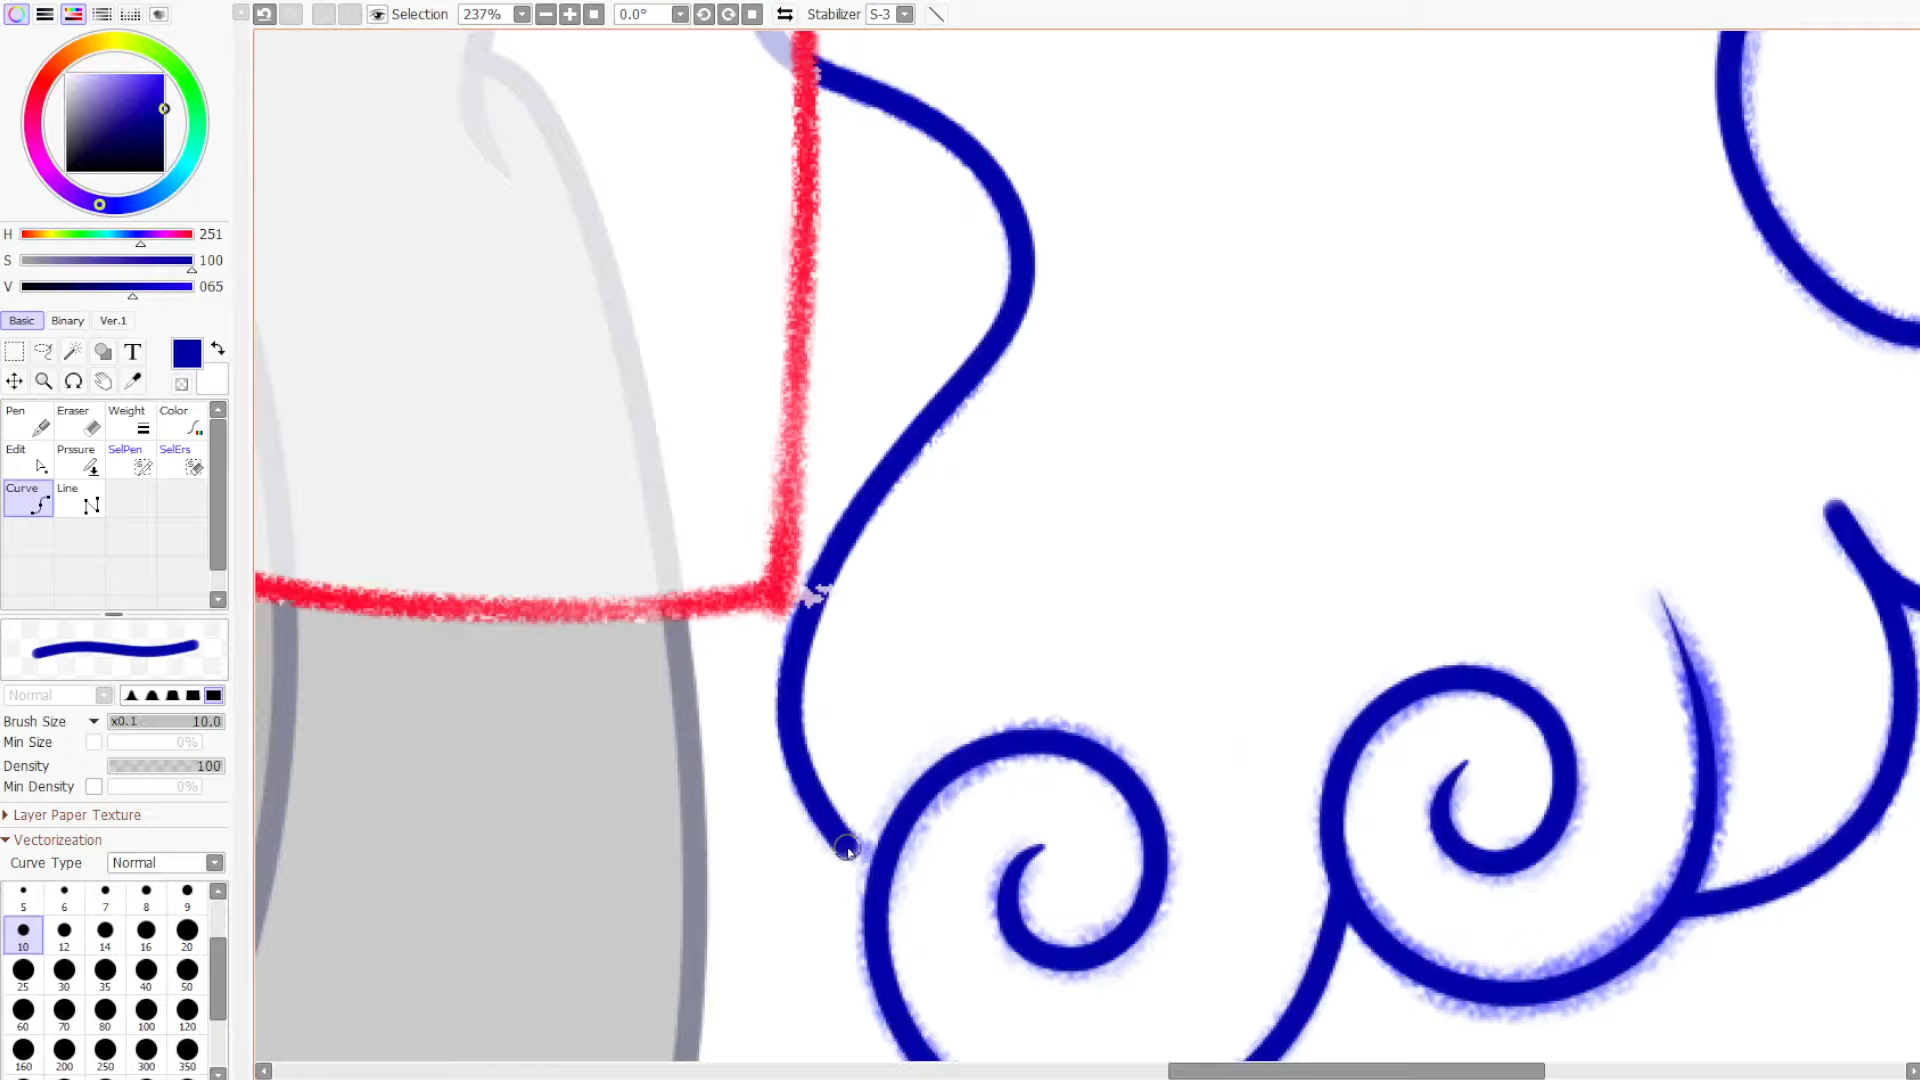 Selection 237% 0.0° Stabilizer S-3
H 251
S 100
V 065
Basic Binary Ver.1
T
Pen Eraser Weight Color
Edit Prssure SelPen SelErs
Curve Line
Normal
Brush Size x0.1 10.0
Min Size 0%
Density 100
Min Density 0%
Layer Paper Texture
Vectorization
Curve Type Normal
5 6 7 8 9
10 12 14 16 20
25 30 35 40 50
60 70 80 100 120
160 200 250 300 350